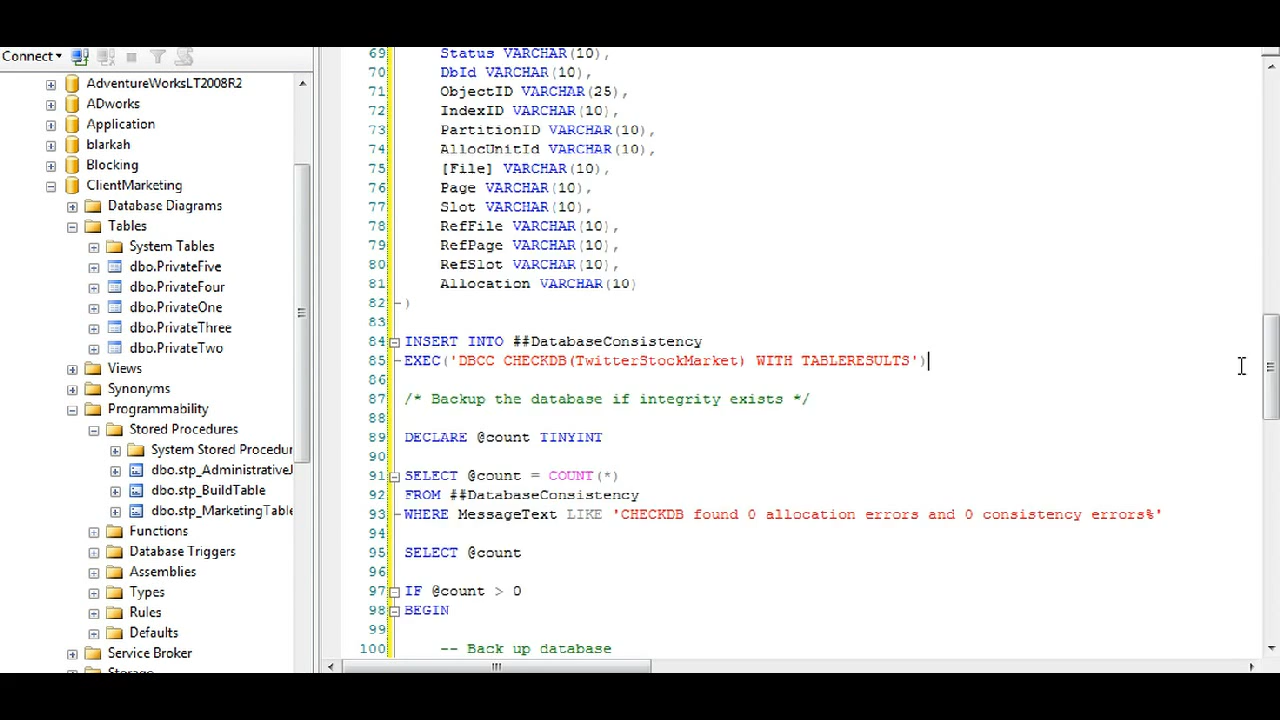 Connect
AdventureWorksLT2008R2
ADworks
Application
blarkah
Blocking
ClientMarketing
Database Diagrams
Tables
System Tables
dbo.PrivateFive
dbo.PrivateFour
dbo.PrivateOne
dbo.PrivateThree
dbo.PrivateTwo
Views
Synonyms
Programmability
Stored Procedures
System Stored Procedur
dbo.stp_AdministrativeJ
dbo.stp_BuildTable
dbo.stp_MarketingTable
Functions
Database Triggers
Assemblies
Types
Rules
Defaults
Service Broker
69 Status VARCHAR(10),
70 DbId VARCHAR(10),
71 ObjectID VARCHAR(25),
72 IndexID VARCHAR(10),
73 PartitionID VARCHAR(10),
74 AllocUnitId VARCHAR(10),
75 [File] VARCHAR(10),
76 Page VARCHAR(10),
77 Slot VARCHAR(10),
78 RefFile VARCHAR(10),
79 RefPage VARCHAR(10),
80 RefSlot VARCHAR(10),
81 Allocation VARCHAR(10)
82 )
83
84 INSERT INTO ##DatabaseConsistency
85 EXEC('DBCC CHECKDB(TwitterStockMarket) WITH TABLERESULTS')
86
87 /* Backup the database if integrity exists */
88
89 DECLARE @count TINYINT
90
91 SELECT @count = COUNT(*)
92 FROM ##DatabaseConsistency
93 WHERE MessageText LIKE 'CHECKDB found 0 allocation errors and 0 consistency errors%'
94
95 SELECT @count
96
97 IF @count > 0
98 BEGIN
99
100 -- Back up database